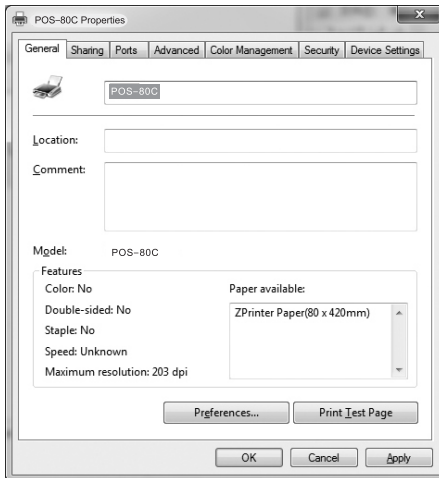 POS-80C Properties
General Sharing Ports Advanced Color Management Security Device Settings
POS-80C
Location:
Comment:
Model: POS-80C
Features
Color: No
Paper available:
Double-sided: No
ZPrinter Paper(80 x 420mm)
Staple: No
Speed: Unknown
Maximum resolution: 203 dpi
Preferences... Print Test Page
OK Cancel Apply